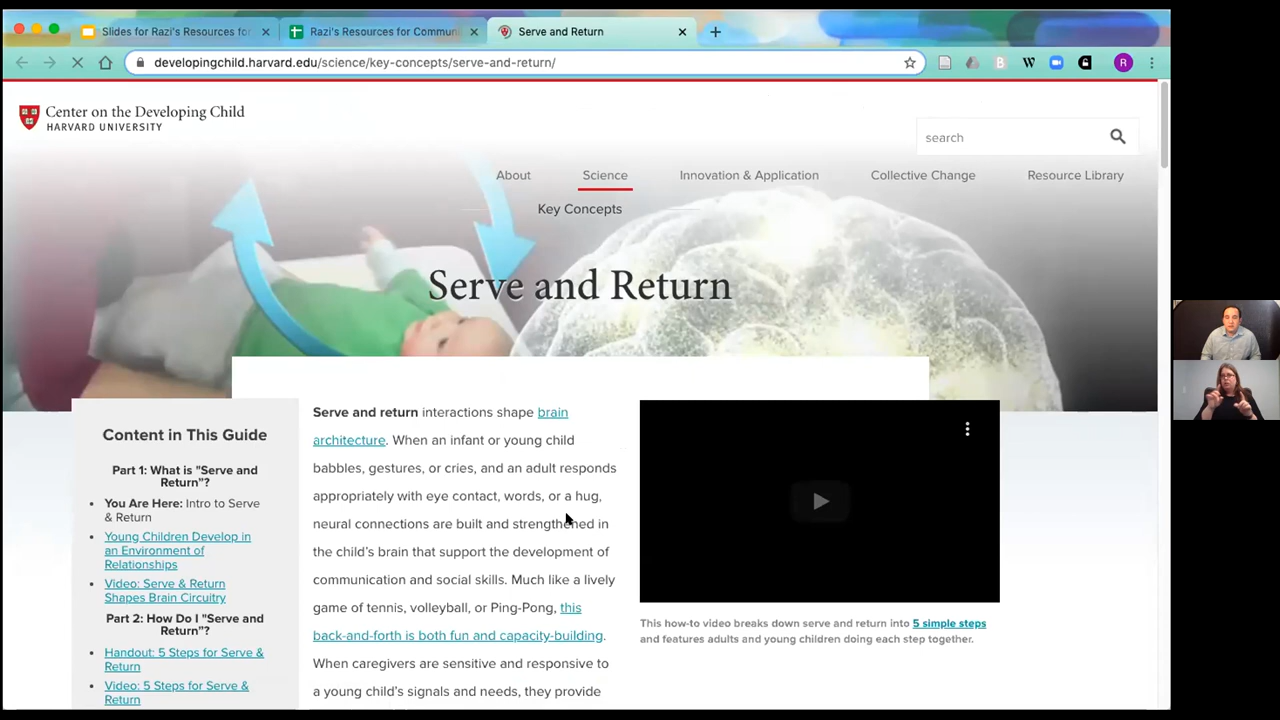 Slides for Razi's Resources for
Razi's Resources for Communi
Serve and Return
developingchild.harvard.edu/science/key-concepts/serve-and-return/
W
R
Center on the Developing Child
HARVARD UNIVERSITY
search
About
Science
Innovation & Application
Collective Change
Resource Library
Key Concepts
Serve and Return
Content in This Guide
Part 1: What is "Serve and
Return"?
You Are Here: Intro to Serve
& Return
Young Children Develop in
an Environment of
Relationships
Video: Serve & Return
Shapes Brain Circuitry
Part 2: How Do I "Serve and
Return"?
Handout: 5 Steps for Serve &
Return
Video: 5 Steps for Serve &
Return
Serve and return interactions shape brain
architecture. When an infant or young child
babbles, gestures, or cries, and an adult responds
appropriately with eye contact, words, or a hug,
neural connections are built and strengthened in
the child's brain that support the development of
communication and social skills. Much like a lively
game of tennis, volleyball, or Ping-Pong, this
back-and-forth is both fun and capacity-building.
When caregivers are sensitive and responsive to
a young child's signals and needs, they provide
This how-to video breaks down serve and return into 5 simple steps
and features adults and young children doing each step together.